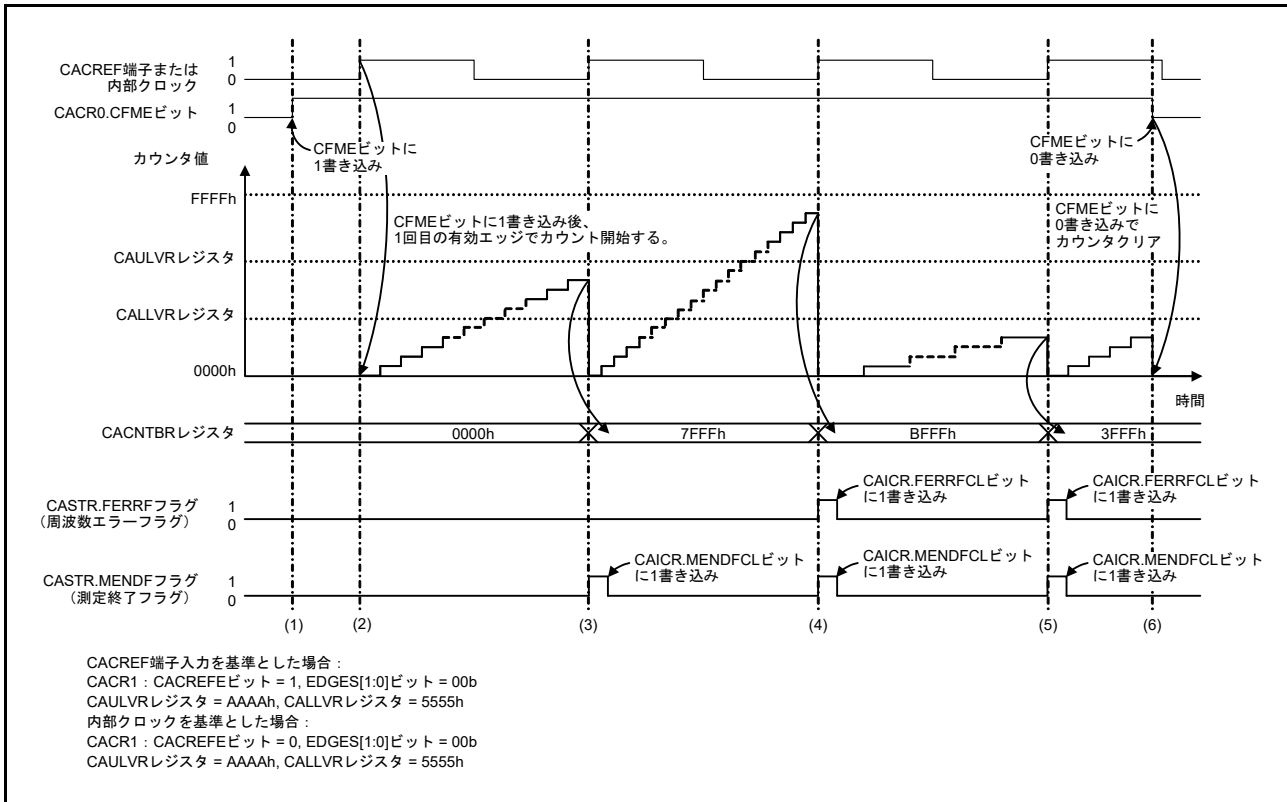 CACREF端子または
内部クロック
1
0
CACR0.CFMEビット
1
0
CFMEビットに
1書き込み
CFMEビットに
0書き込み
カウンタ値
FFFFh
CFMEビットに1書き込み後、
1回目の有効エッジでカウント開始する。
CFMEビットに
0書き込みで
カウンタクリア
CAULVRレジスタ
CALLVRレジスタ
0000h
時間
CACNTBRレジスタ
0000h
7FFFh
BFFFh
3FFFh
CASTR.FERRFフラグ
（周波数エラーフラグ）
1
0
CAICR.FERRFCLビット
に1書き込み
CAICR.FERRFCLビット
に1書き込み
CASTR.MENDFフラグ
（測定終了フラグ）
1
0
CAICR.MENDFCLビット
に1書き込み
CAICR.MENDFCLビット
に1書き込み
CAICR.MENDFCLビット
に1書き込み
(1)
(2)
(3)
(4)
(5)
(6)
CACREF端子入力を基準とした場合：
CACR1：CACREFEビット = 1, EDGES[1:0]ビット = 00b
CAULVRレジスタ = AAAAh, CALLVRレジスタ = 5555h
内部クロックを基準とした場合：
CACR1：CACREFEビット = 0, EDGES[1:0]ビット = 00b
CAULVRレジスタ = AAAAh, CALLVRレジスタ = 5555h